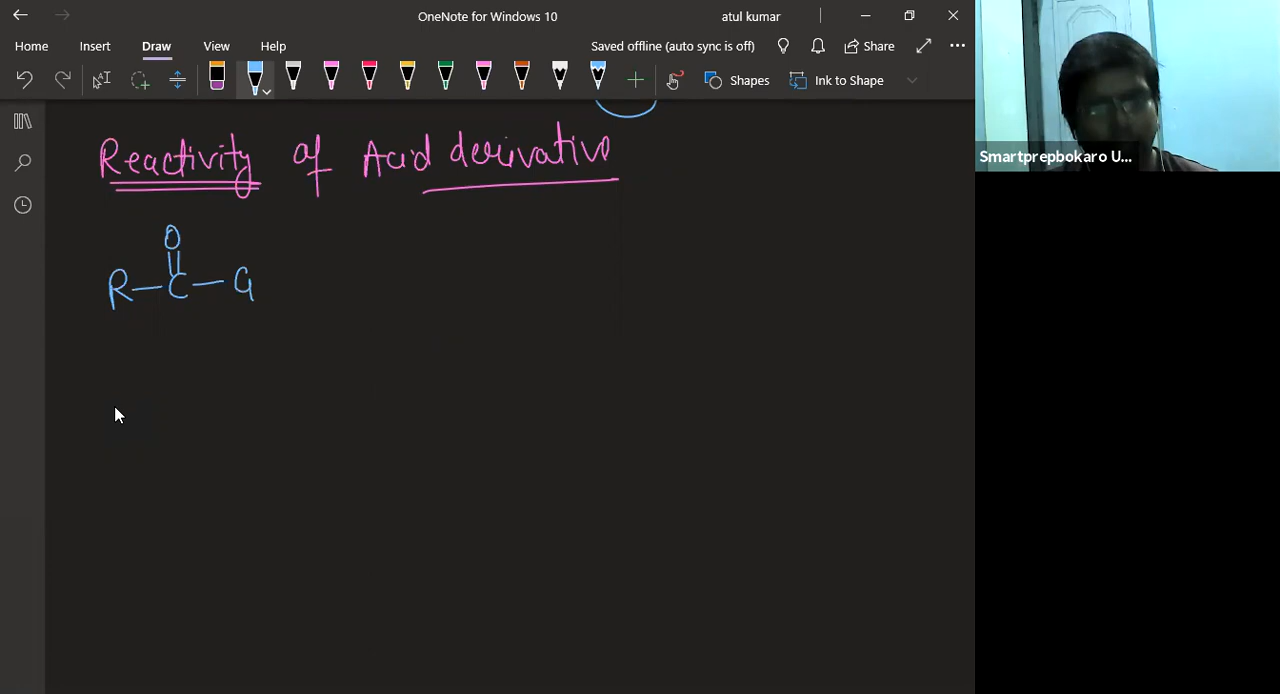 OneNote for Windows 10
atul kumar
Home Insert Draw View Help
Saved offline (auto sync is off)
Share
Shapes
Ink to Shape
Smartprepbokaro U...
Reactivity of Acid derivative
O
R—C—G